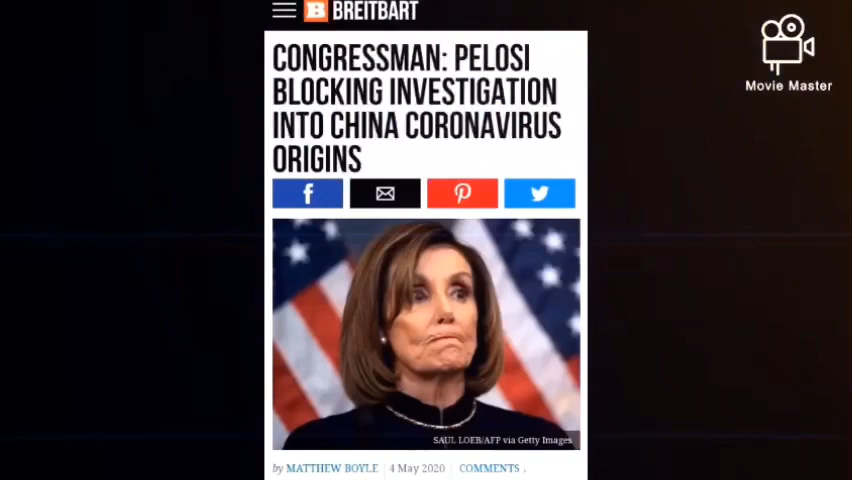 BREITBART
Movie Master
CONGRESSMAN: PELOSI
BLOCKING INVESTIGATION
INTO CHINA CORONAVIRUS
ORIGINS
SAUL LOEB/AFP via Getty Images
by MATTHEW BOYLE | 4 May 2020 | COMMENTS